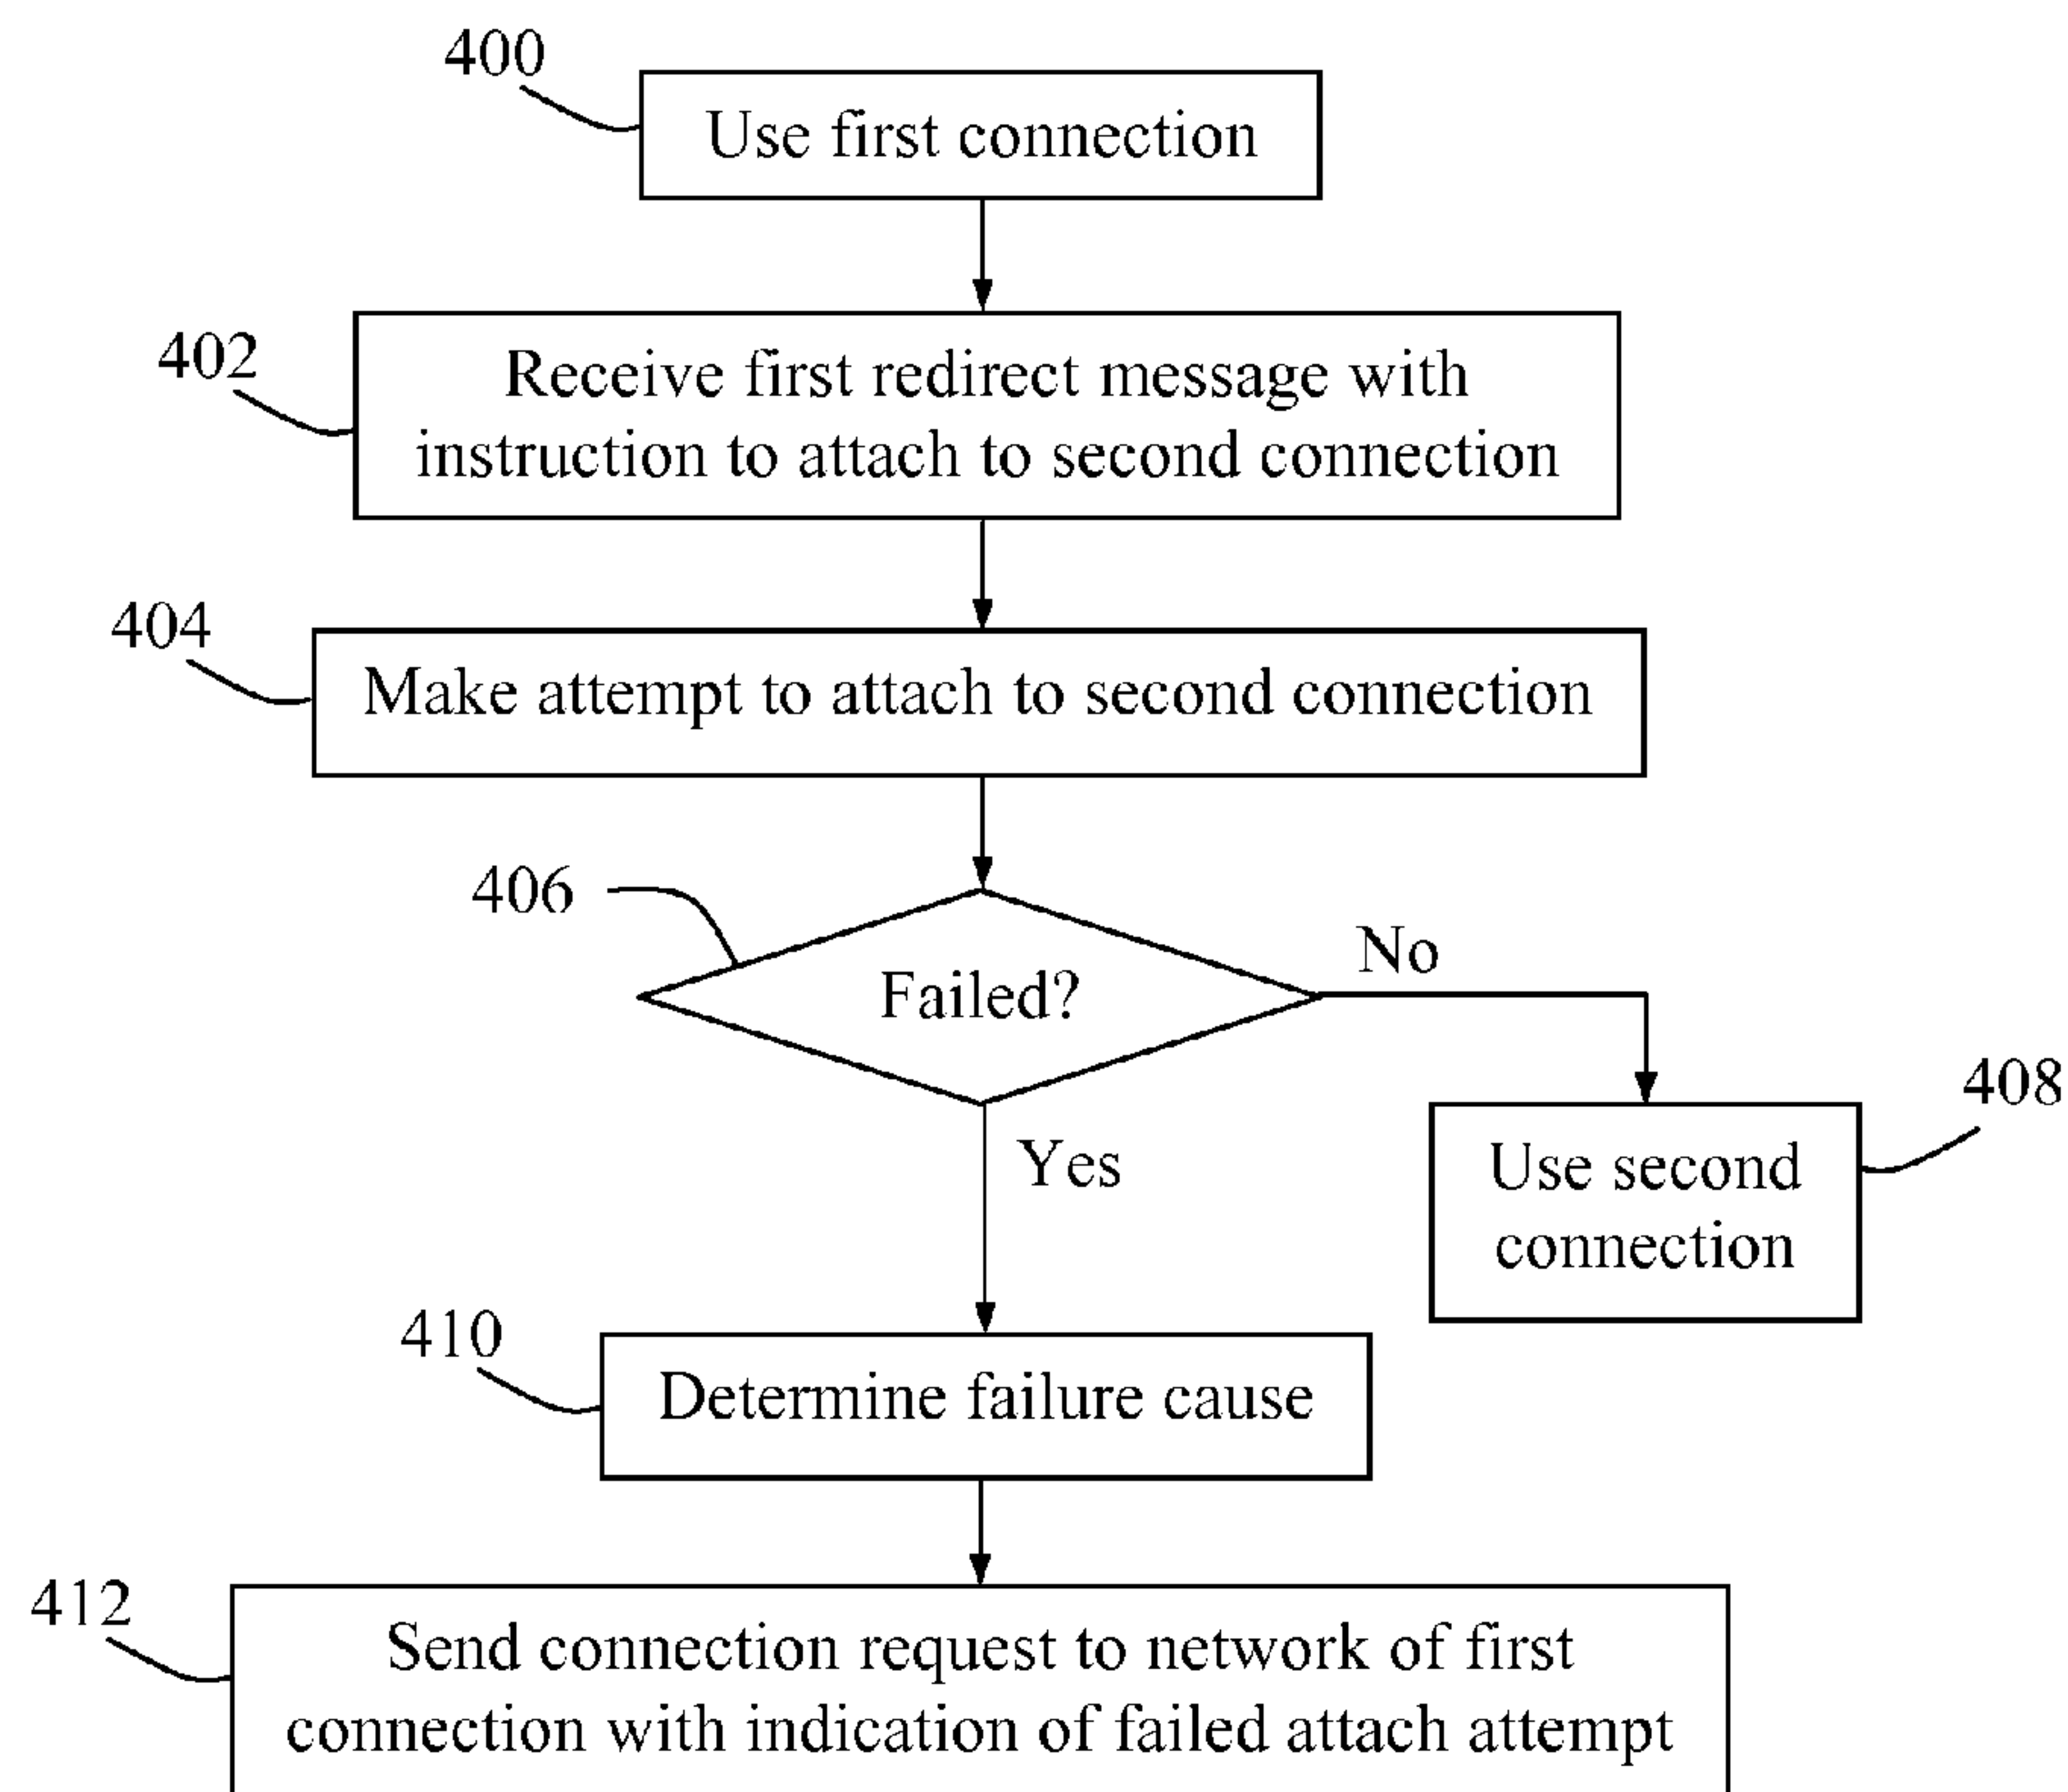 400
Use first connection
402
Receive first redirect message with
instruction to attach to second connection
404
Make attempt to attach to second connection
406
Failed?
No
408
Use second
connection
Yes
410
Determine failure cause
412
Send connection request to network of first
connection with indication of failed attach attempt